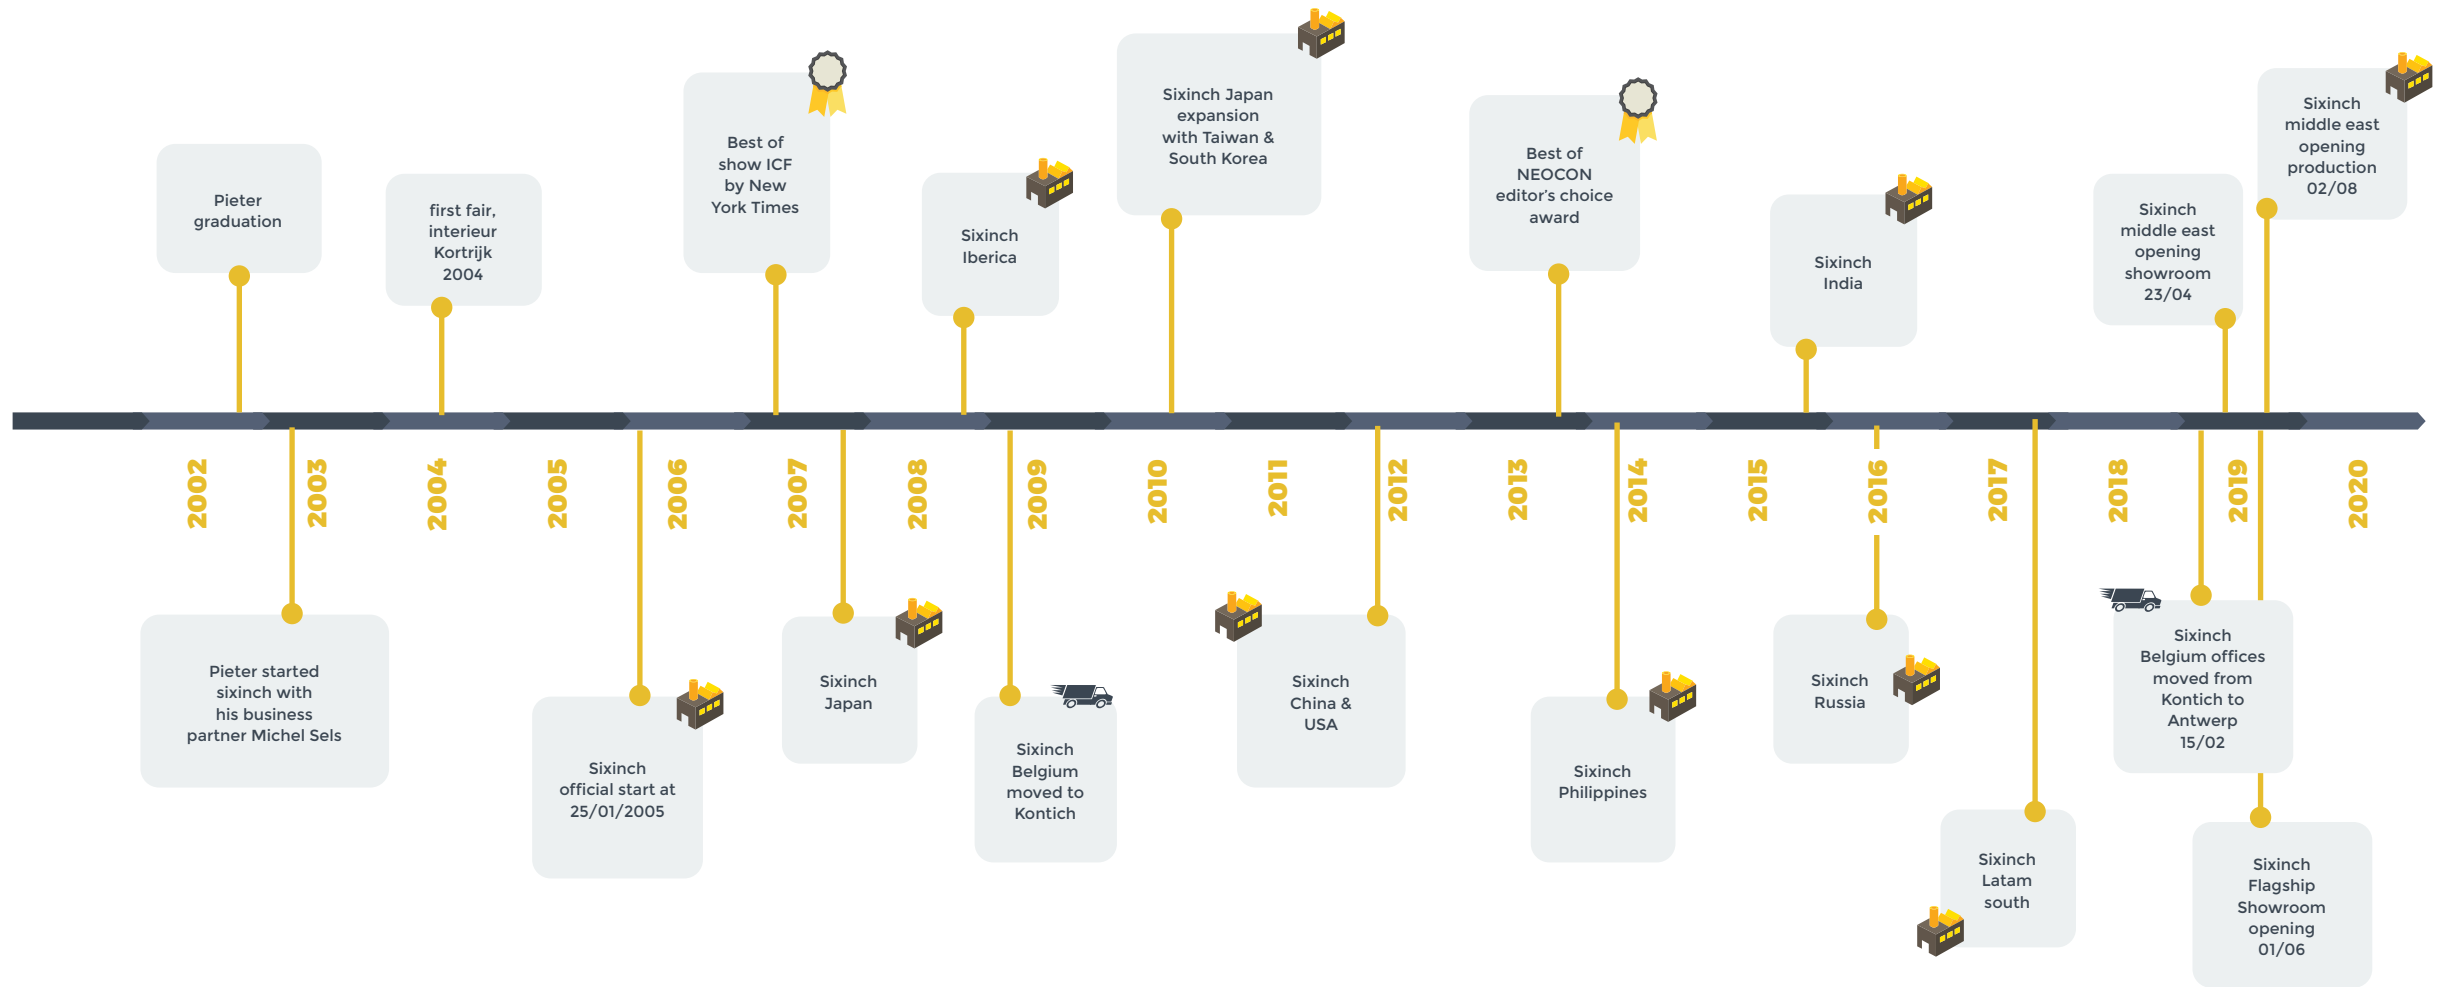 Pieter
graduation
first fair,
interieur
Kortrijk
2004
Best of
show ICF
by New
York Times
Sixinch
Iberica
Sixinch Japan
expansion
with Taiwan &
South Korea
Best of
NEOCON
editor's choice
award
Sixinch
India
Sixinch
middle east
opening
showroom
23/04
Sixinch
middle east
opening
production
02/08
2002
2003
2004
2005
2006
2007
2008
2009
2010
2011
2012
2013
2014
2015
2016
2017
2018
2019
2020
Pieter started
sixinch with
his business
partner Michel Sels
Sixinch
official start at
25/01/2005
Sixinch
Japan
Sixinch
Belgium
moved to
Kontich
Sixinch
China &
USA
Sixinch
Philippines
Sixinch
Russia
Sixinch
Latam
south
Sixinch
Belgium offices
moved from
Kontich to
Antwerp
15/02
Sixinch
Flagship
Showroom
opening
01/06